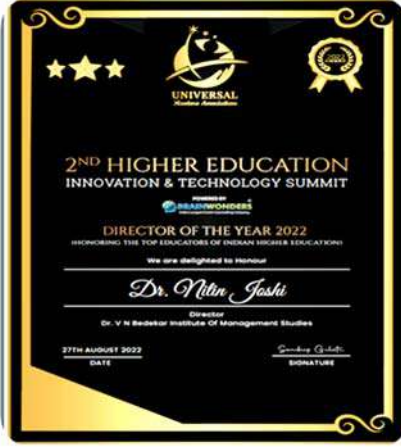 UNIVERSAL
Mentors Association
2ND HIGHER EDUCATION
INNOVATION & TECHNOLOGY SUMMIT
POWERED BY
BRAINWONDERS
DIRECTOR OF THE YEAR 2022
(HONORING THE TOP EDUCATORS OF INDIAN HIGHER EDUCATION)
We are delighted to Honour
Dr. Nitin Joshi
Director
Dr. V N Bedekar Institute Of Management Studies
27TH AUGUST 2022
DATE
SIGNATURE